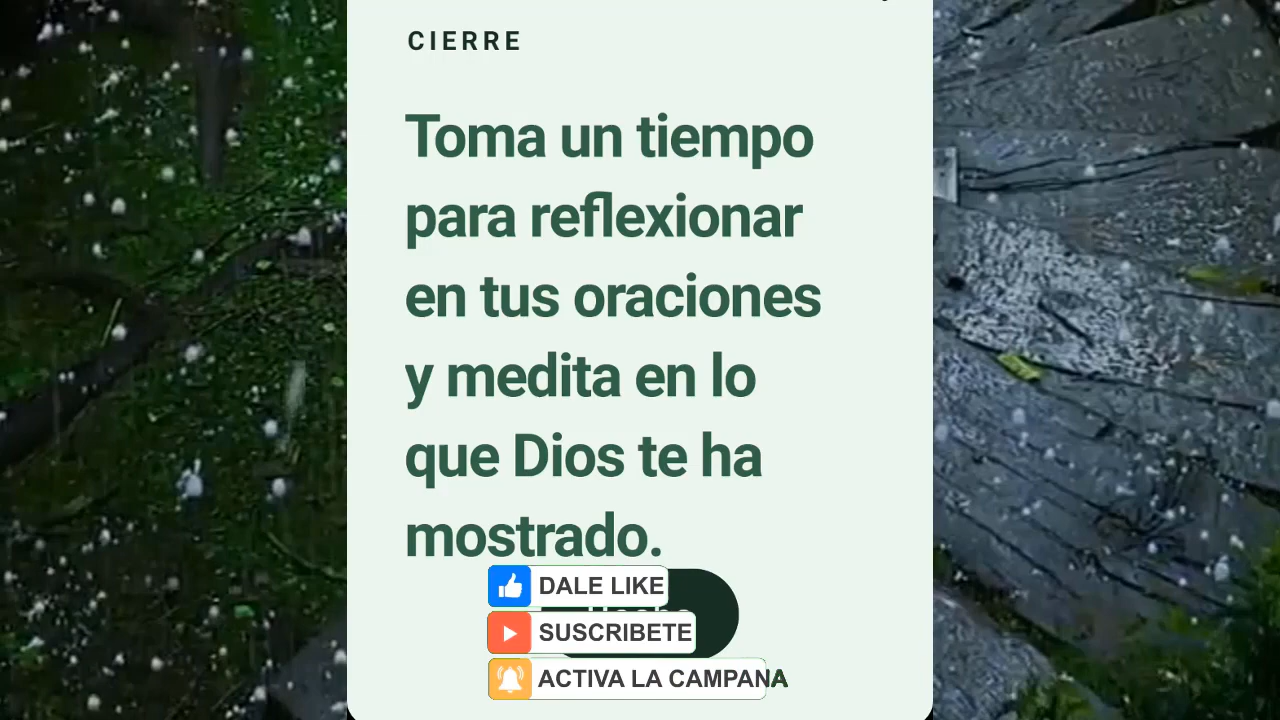 CIERRE
Toma un tiempo
para reflexionar
en tus oraciones
y medita en lo
que Dios te ha
mostrado.
DALE LIKE
SUSCRIBETE
ACTIVA LA CAMPANA